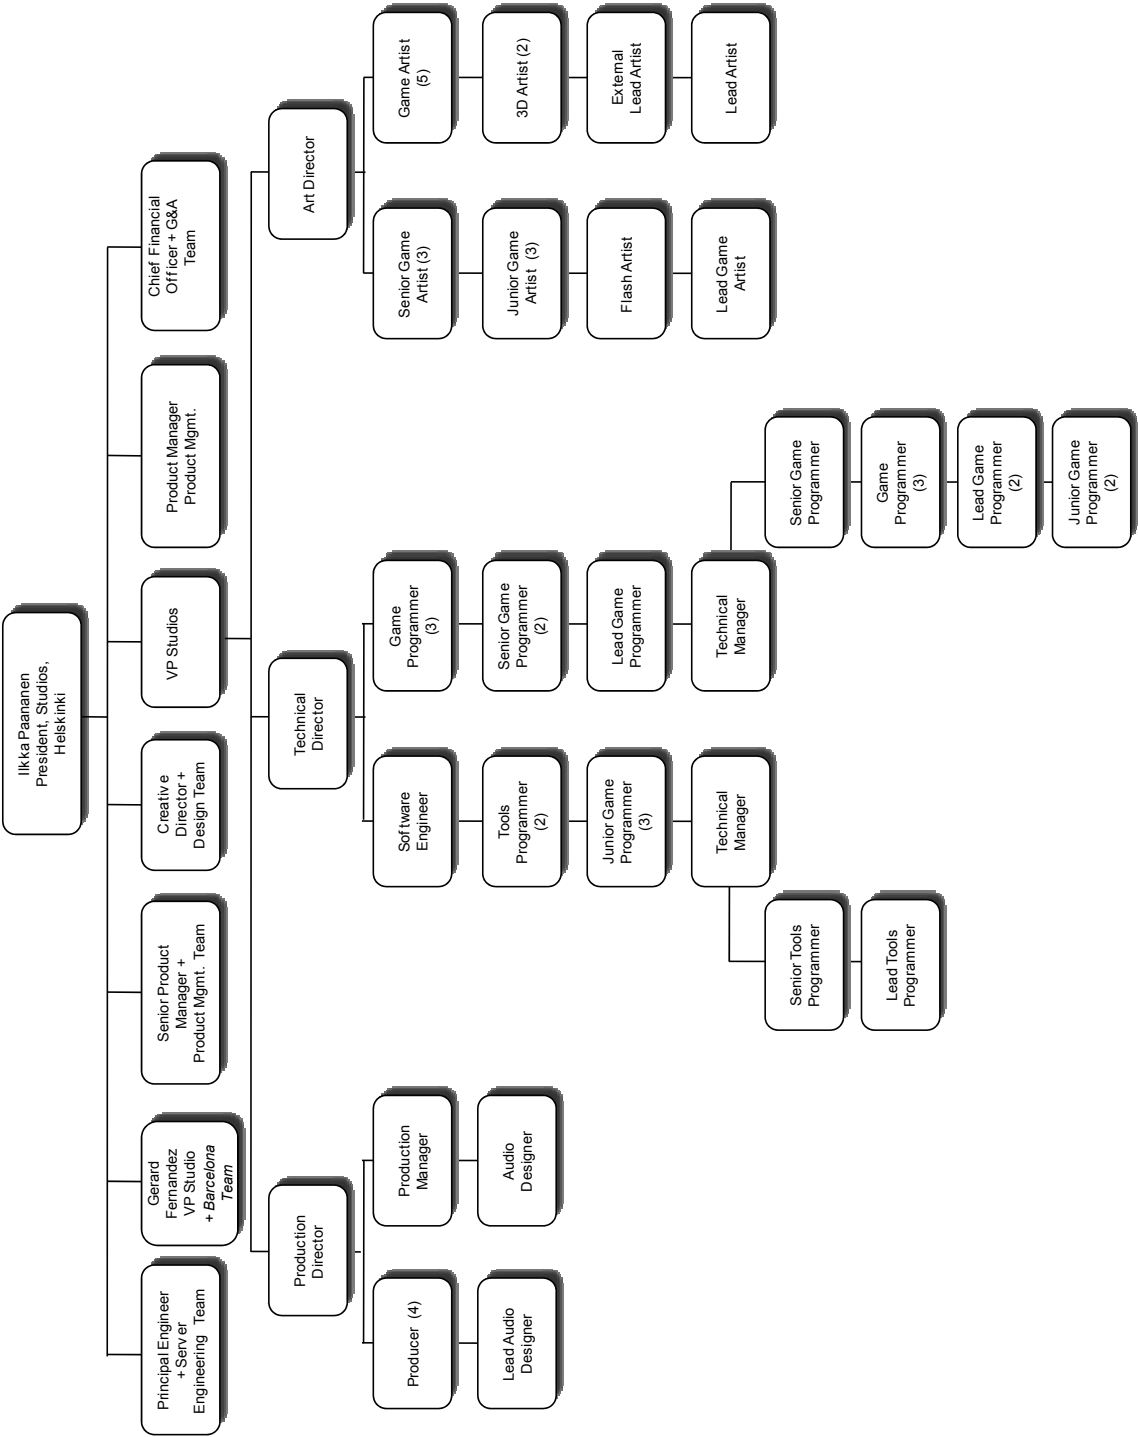 Ilkka Paananen
President, Studios,
Helskinki
Principal Engineer
+ Server
Engineering Team
Gerard
Fernandez
VP Studio
+ Barcelona
Team
Senior Product
Manager +
Product Mgmt. Team
Creative
Director +
Design Team
VP Studios
Product Manager
Product Mgmt.
Chief Financial
Officer + G&A
Team
Production
Director
Technical
Director
Art Director
Producer (4)
Production
Manager
Software
Engineer
Game
Programmer
(3)
Senior Game
Artist (3)
Game Artist
(5)
Lead Audio
Designer
Audio
Designer
Tools
Programmer
(2)
Senior Game
Programmer
(2)
Junior Game
Artist (3)
3D Artist (2)
Junior Game
Programmer
(3)
Lead Game
Programmer
Flash Artist
External
Lead Artist
Technical
Manager
Technical
Manager
Lead Game
Artist
Lead Artist
Senior Tools
Programmer
Senior Game
Programmer
Lead Tools
Programmer
Game
Programmer
(3)
Lead Game
Programmer
(2)
Junior Game
Programmer
(2)